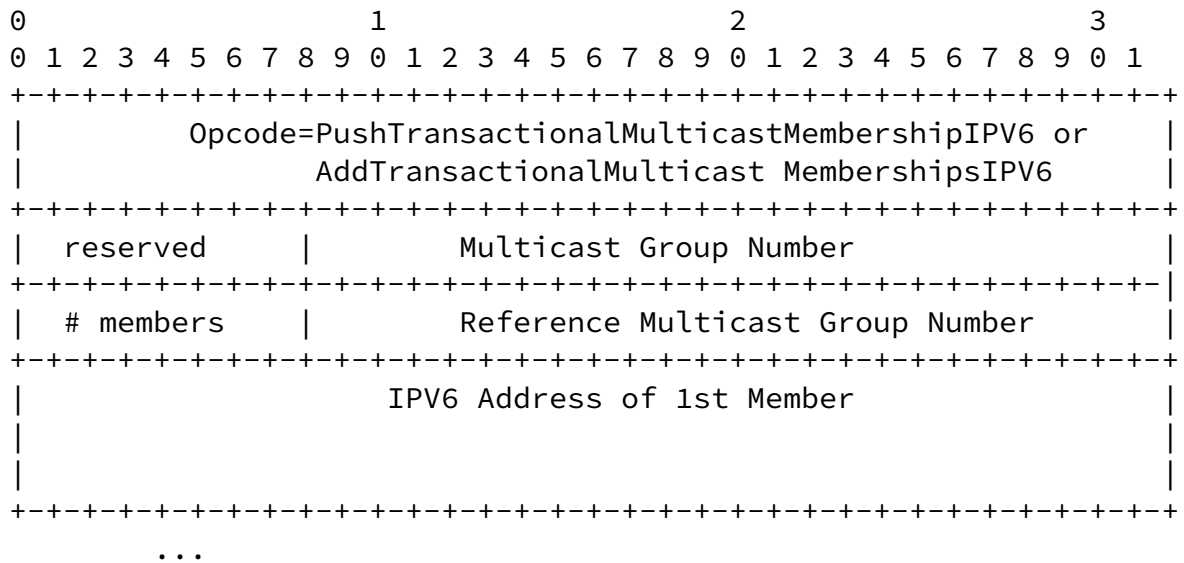 0                   1                   2                   3
0 1 2 3 4 5 6 7 8 9 0 1 2 3 4 5 6 7 8 9 0 1 2 3 4 5 6 7 8 9 0 1
+-+-+-+-+-+-+-+-+-+-+-+-+-+-+-+-+-+-+-+-+-+-+-+-+-+-+-+-+-+-+-+-+
|         Opcode=PushTransactionalMulticastMembershipIPV6 or    |
|                AddTransactionalMulticast MembershipsIPV6      |
+-+-+-+-+-+-+-+-+-+-+-+-+-+-+-+-+-+-+-+-+-+-+-+-+-+-+-+-+-+-+-+-+
|  reserved     |        Multicast Group Number                 |
+-+-+-+-+-+-+-+-+-+-+-+-+-+-+-+-+-+-+-+-+-+-+-+-+-+-+-+-+-+-+-+-|
|  # members    |        Reference Multicast Group Number       |
+-+-+-+-+-+-+-+-+-+-+-+-+-+-+-+-+-+-+-+-+-+-+-+-+-+-+-+-+-+-+-+-+
|                    IPV6 Address of 1st Member                 |
|                                                               |
|                                                               |
+-+-+-+-+-+-+-+-+-+-+-+-+-+-+-+-+-+-+-+-+-+-+-+-+-+-+-+-+-+-+-+-+
        ...